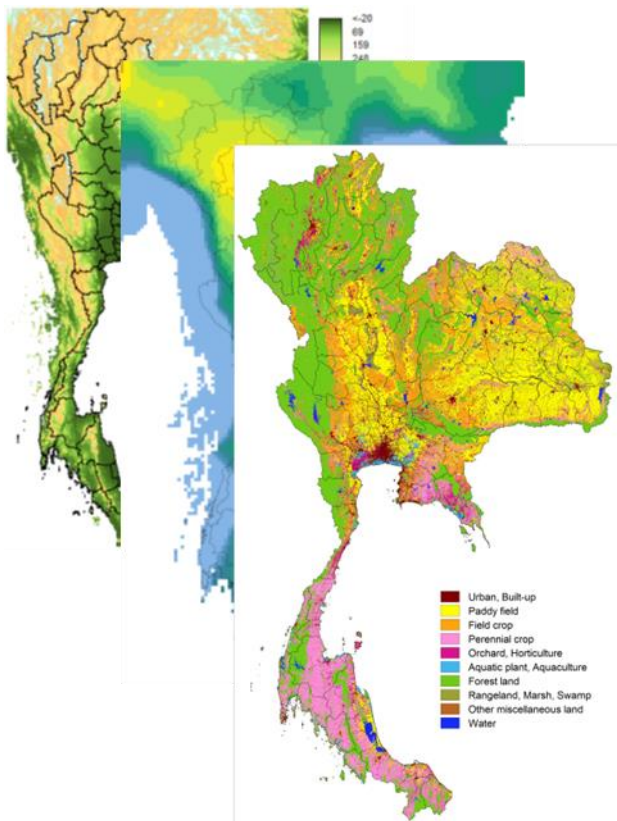 <-20
69
159
248
Urban, Built-up
Paddy field
Field crop
Perennial crop
Orchard, Horticulture
Aquatic plant, Aquaculture
Forest land
Rangeland, Marsh, Swamp
Other miscellaneous land
Water